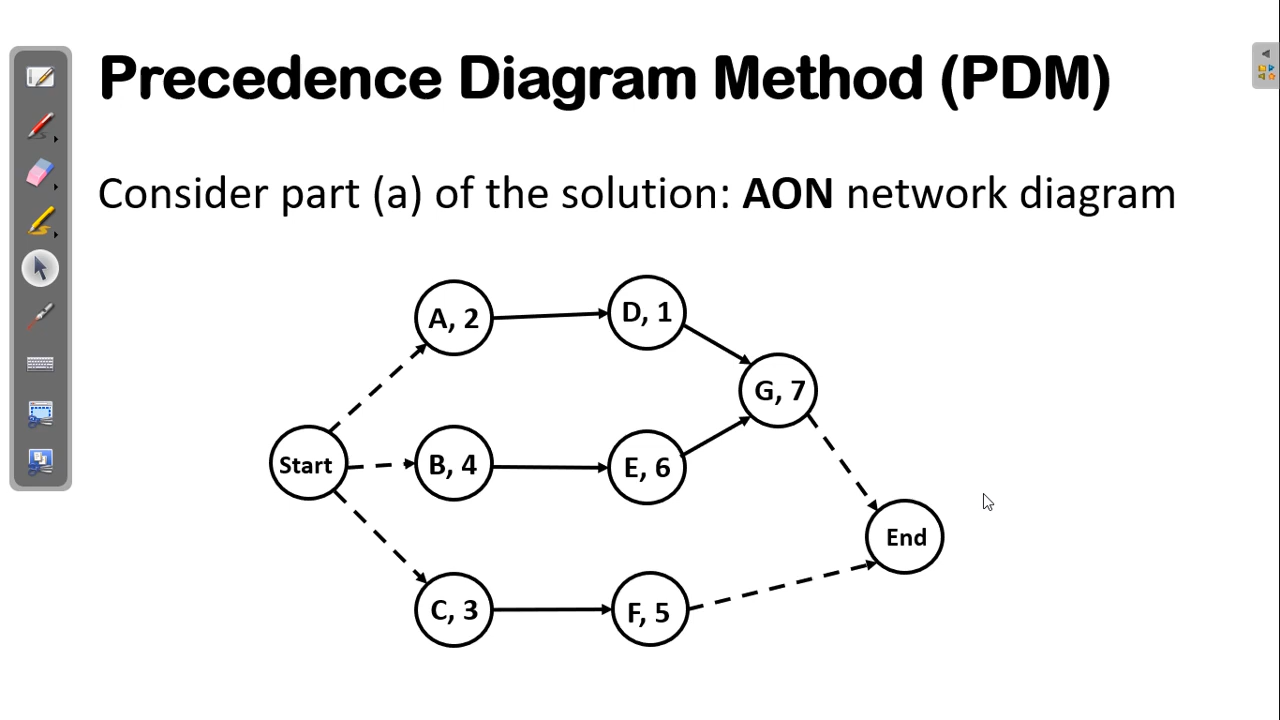 Precedence Diagram Method (PDM)
Consider part (a) of the solution: AON network diagram
A, 2
D, 1
G, 7
Start
B, 4
E, 6
End
C, 3
F, 5